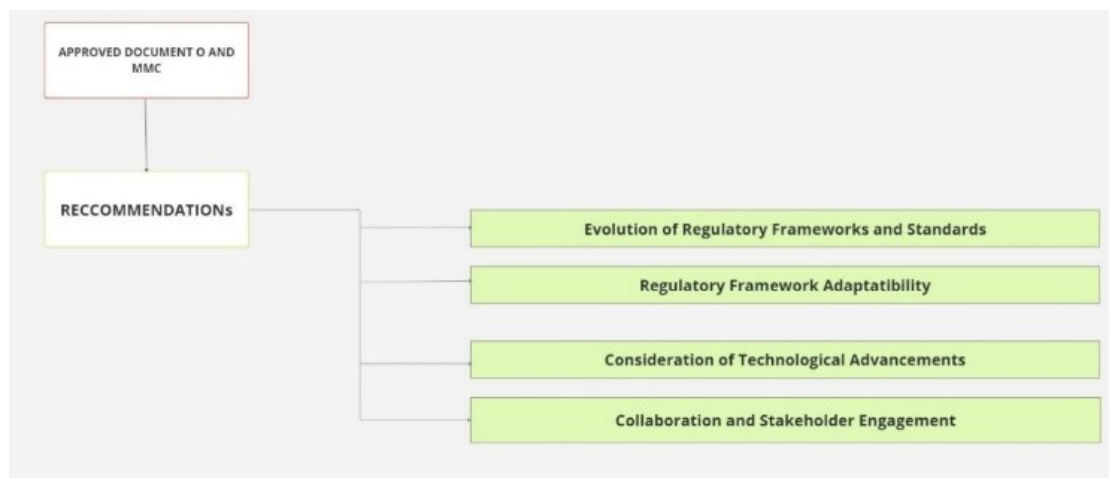 APPROVED DOCUMENT O AND
MMC
RECCOMMENDATIONs
Evolution of Regulatory Frameworks and Standards
Regulatory Framework Adaptatibility
Consideration of Technological Advancements
Collaboration and Stakeholder Engagement